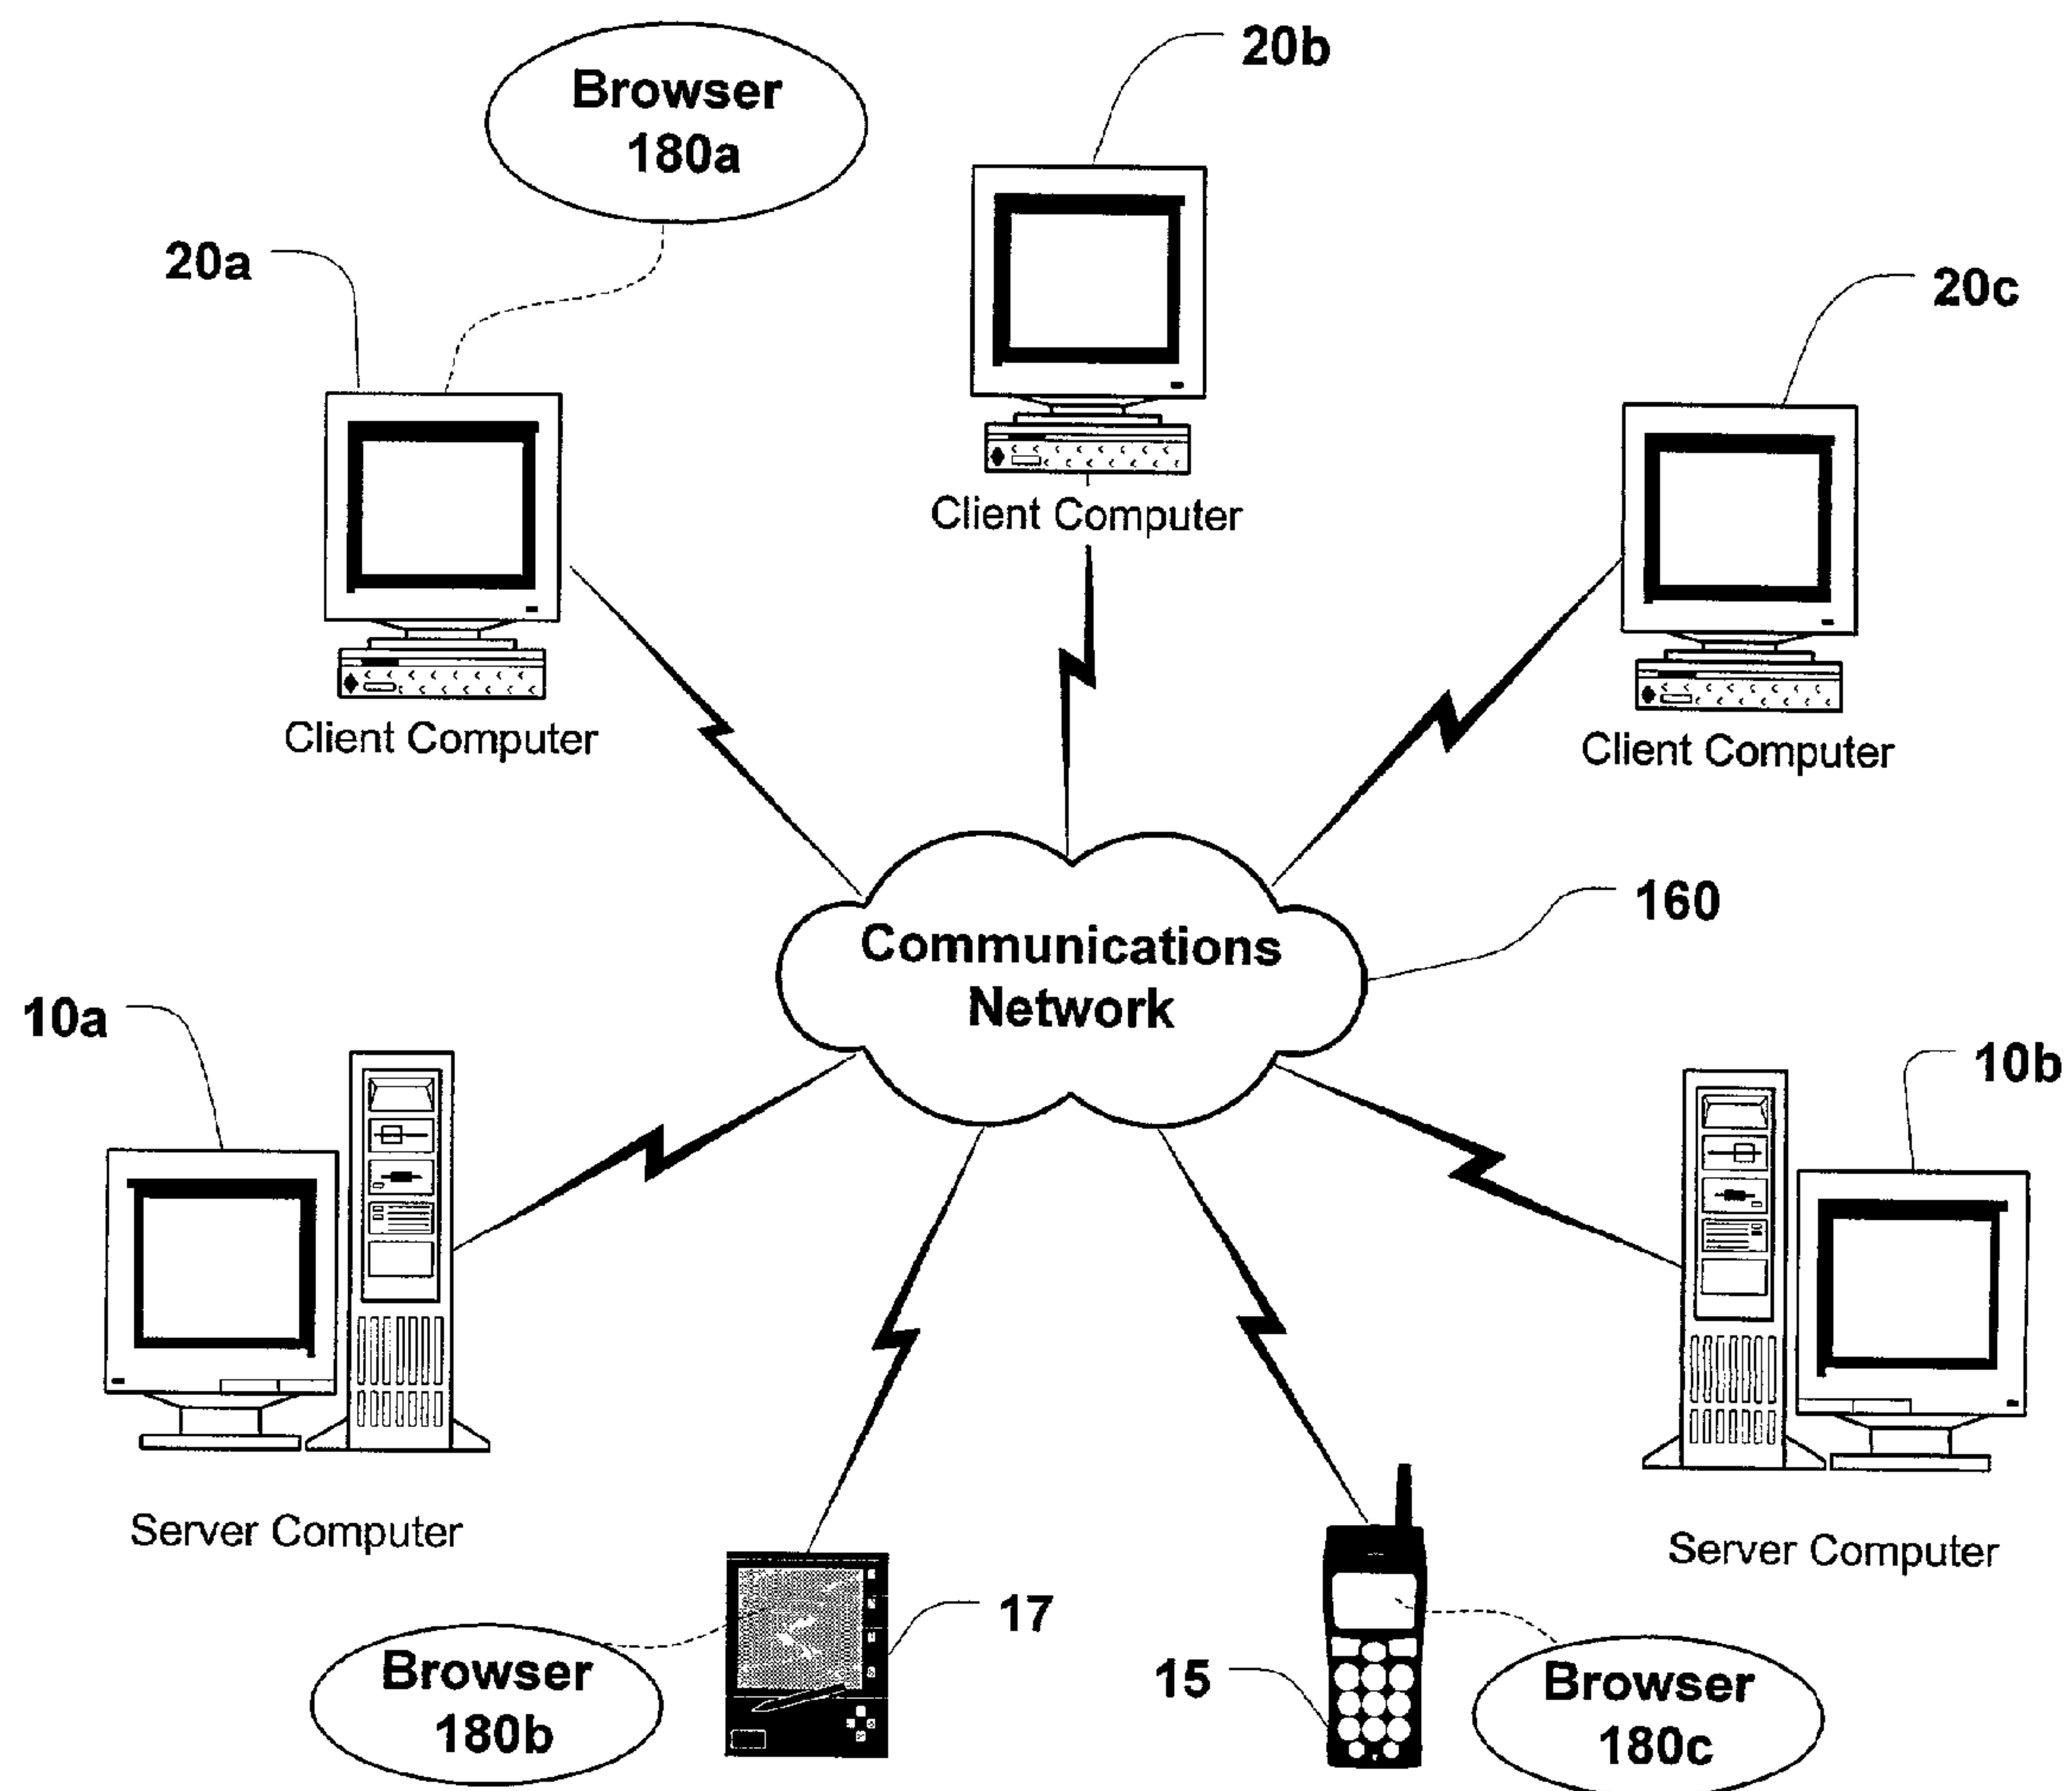 Browser
180a
20b
20a
20c
Client Computer
Client Computer
Client Computer
Communications
Network
160
10a
10b
Server Computer
Server Computer
17
Browser
180b
15
Browser
180c